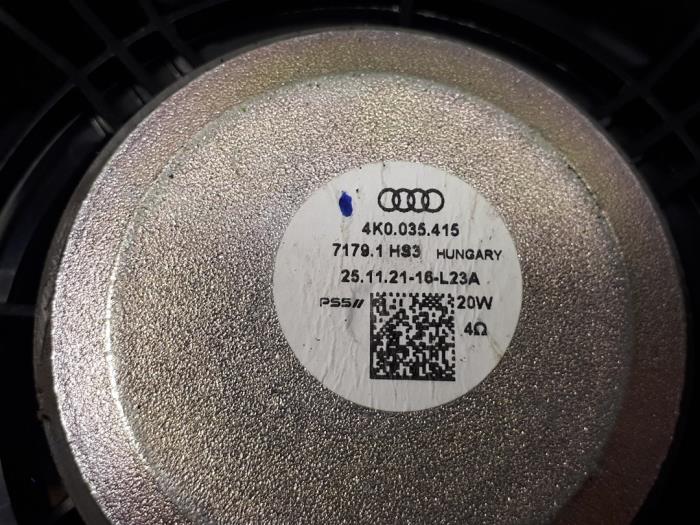 4K0.035.415
7179.1 HS3 HUNGARY
25.11.21-16-L23A
PSS// 20W
4Ω